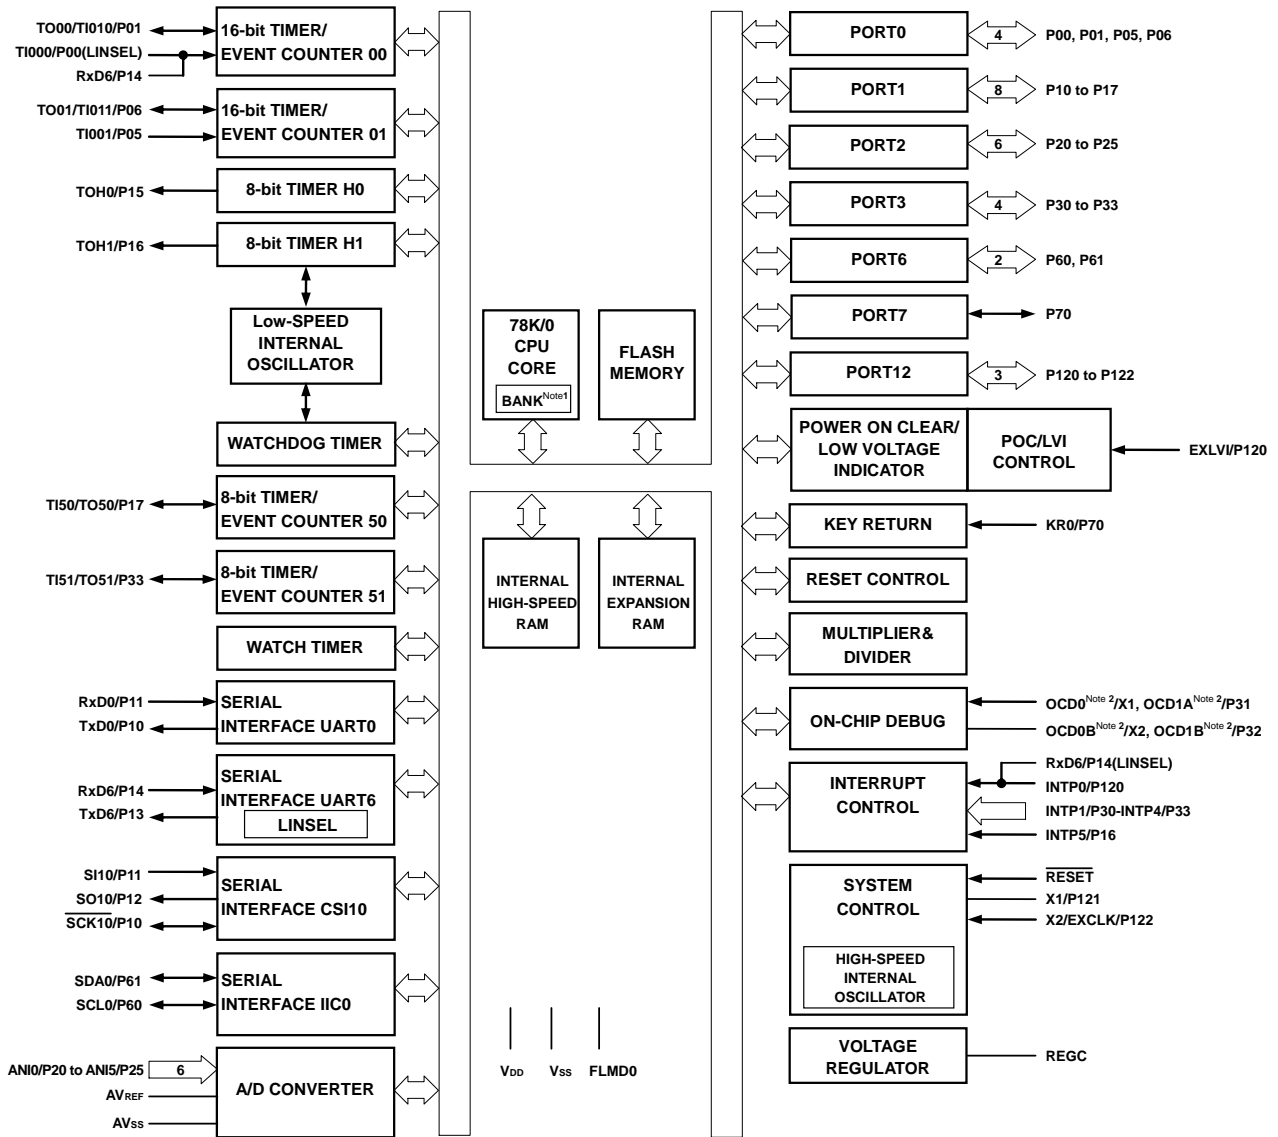 TO00/TI010/P01
TI000/P00(LINSEL)
RxD6/P14
16-bit TIMER/
EVENT COUNTER 00
TO01/TI011/P06
TI001/P05
16-bit TIMER/
EVENT COUNTER 01
TOH0/P15
8-bit TIMER H0
TOH1/P16
8-bit TIMER H1
Low-SPEED
INTERNAL
OSCILLATOR
WATCHDOG TIMER
TI50/TO50/P17
8-bit TIMER/
EVENT COUNTER 50
TI51/TO51/P33
8-bit TIMER/
EVENT COUNTER 51
WATCH TIMER
RxD0/P11
TxD0/P10
SERIAL
INTERFACE UART0
RxD6/P14
TxD6/P13
SERIAL
INTERFACE UART6
LINSEL
SI10/P11
SO10/P12
SCK10/P10
SERIAL
INTERFACE CSI10
SDA0/P61
SCL0/P60
SERIAL
INTERFACE IIC0
ANI0/P20 to ANI5/P25
6
AVREF
AVSS
A/D CONVERTER
78K/0
CPU
CORE
BANKNote1
FLASH
MEMORY
INTERNAL
HIGH-SPEED
RAM
INTERNAL
EXPANSION
RAM
VDD
VSS
FLMD0
PORT0
4
P00, P01, P05, P06
PORT1
8
P10 to P17
PORT2
6
P20 to P25
PORT3
4
P30 to P33
PORT6
2
P60, P61
PORT7
P70
PORT12
3
P120 to P122
POWER ON CLEAR/
LOW VOLTAGE
INDICATOR
POC/LVI
CONTROL
EXLVI/P120
KEY RETURN
KR0/P70
RESET CONTROL
MULTIPLIER&
DIVIDER
ON-CHIP DEBUG
OCD0Note 2/X1, OCD1ANote 2/P31
OCD0BNote 2/X2, OCD1BNote 2/P32
INTERRUPT
CONTROL
RxD6/P14(LINSEL)
INTP0/P120
INTP1/P30-INTP4/P33
INTP5/P16
SYSTEM
CONTROL
HIGH-SPEED
INTERNAL
OSCILLATOR
RESET
X1/P121
X2/EXCLK/P122
VOLTAGE
REGULATOR
REGC